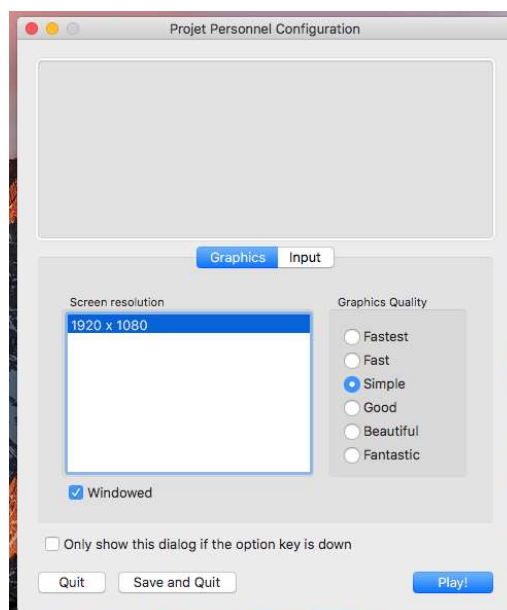 Projet Personnel Configuration
Graphics Input
Screen resolution
Graphics Quality
1920 x 1080
Fastest
Fast
Simple
Good
Beautiful
Fantastic
Windowed
Only show this dialog if the option key is down
Quit Save and Quit Play!